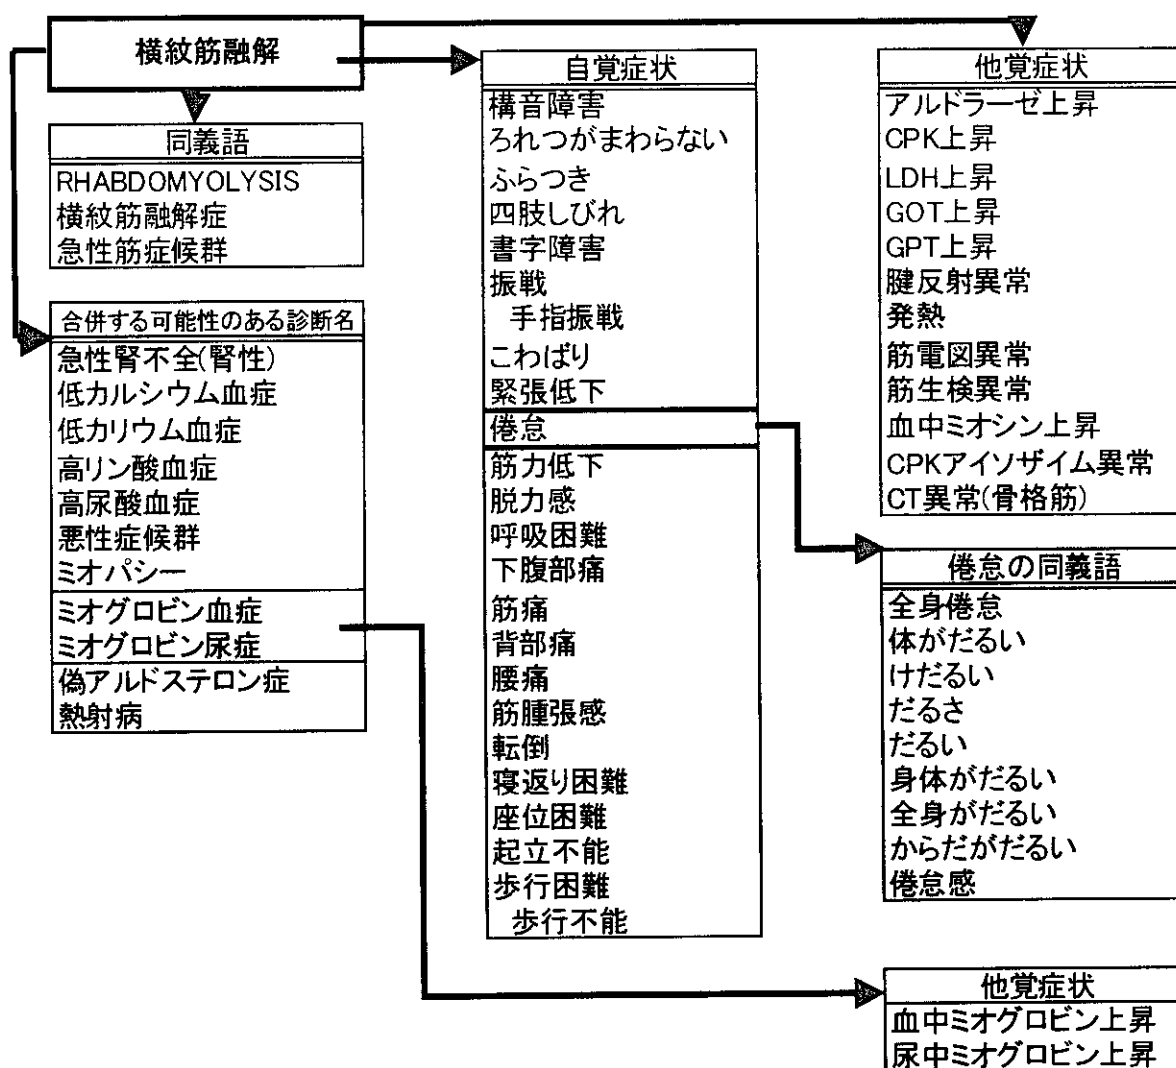 横紋筋融解
同義語
RHABDOMYOLYSIS
横紋筋融解症
急性筋症候群
合併する可能性のある診断名
急性腎不全(腎性)
低カルシウム血症
低カリウム血症
高リン酸血症
高尿酸血症
悪性症候群
ミオパシー
ミオグロビン血症
ミオグロビン尿症
偽アルドステロン症
熱射病
自覚症状
構音障害
ろれつがまわらない
ふらつき
四肢しびれ
書字障害
振戦
手指振戦
こわばり
緊張低下
倦怠
筋力低下
脱力感
呼吸困難
下腹部痛
筋痛
背部痛
腰痛
筋腫張感
転倒
寝返り困難
座位困難
起立不能
歩行困難
歩行不能
他覚症状
アルドラーゼ上昇
CPK上昇
LDH上昇
GOT上昇
GPT上昇
腱反射異常
発熱
筋電図異常
筋生検異常
血中ミオシン上昇
CPKアイソザイム異常
CT異常(骨格筋)
倦怠の同義語
全身倦怠
体がだるい
けだるい
だるさ
だるい
身体がだるい
全身がだるい
からだがだるい
倦怠感
他覚症状
血中ミオグロビン上昇
尿中ミオグロビン上昇